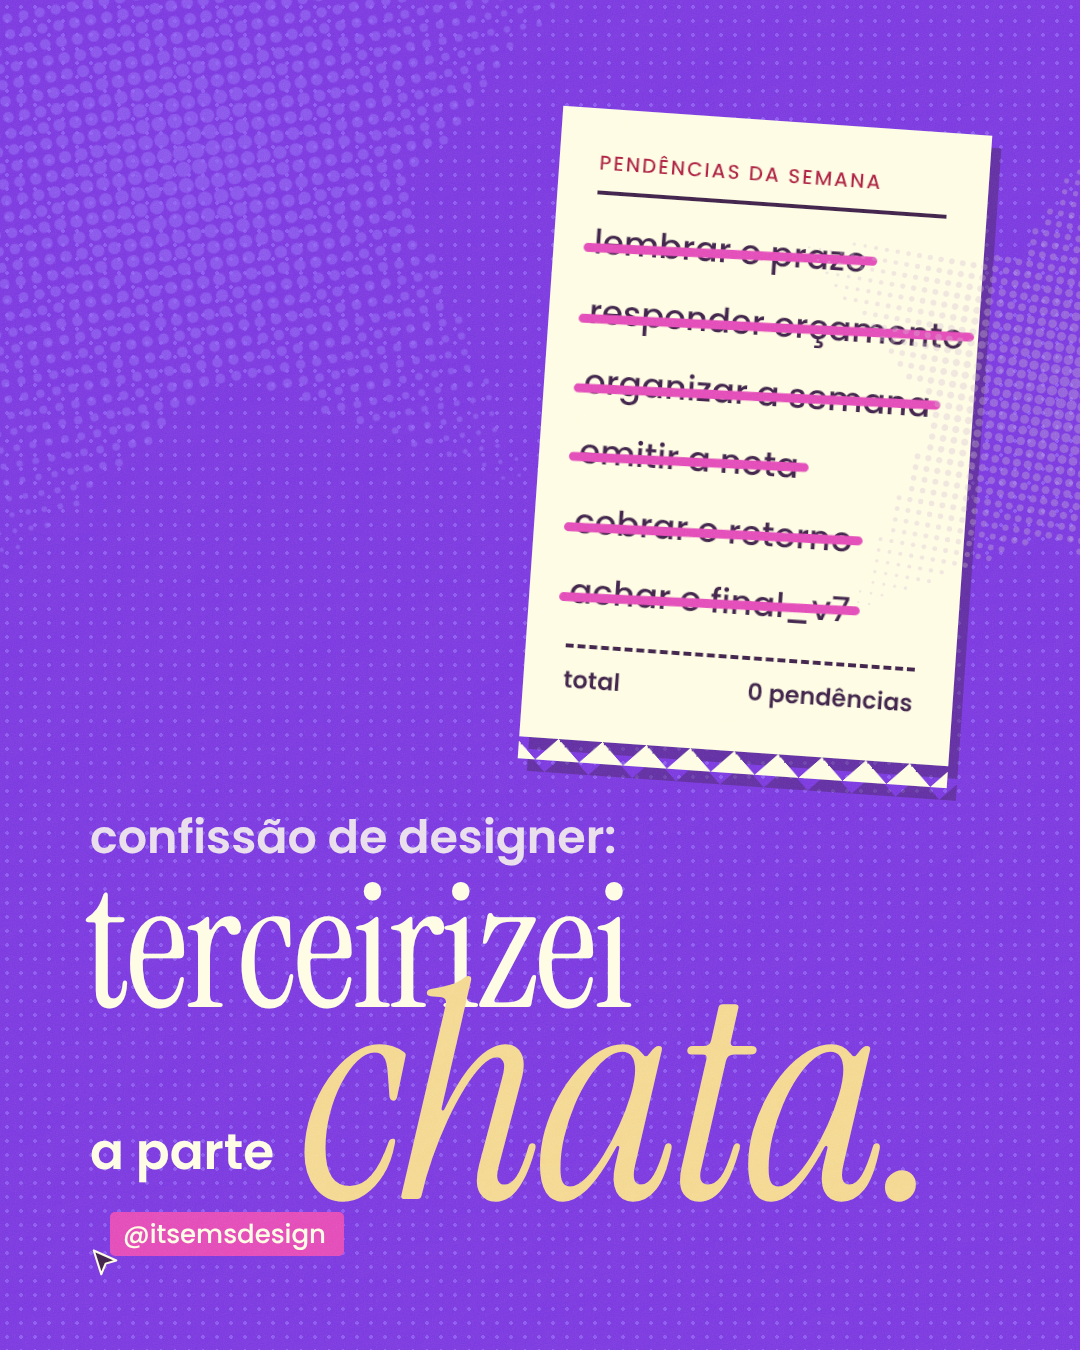 PENDÊNCIAS DA SEMANA
lembrar o prazo
responder orçamento
organizar a semana
emitir a nota
cobrar o retorno
achar o final_v7
total 0 pendências
confissão de designer:
terceirizei
a parte chata.
@itsemsdesign